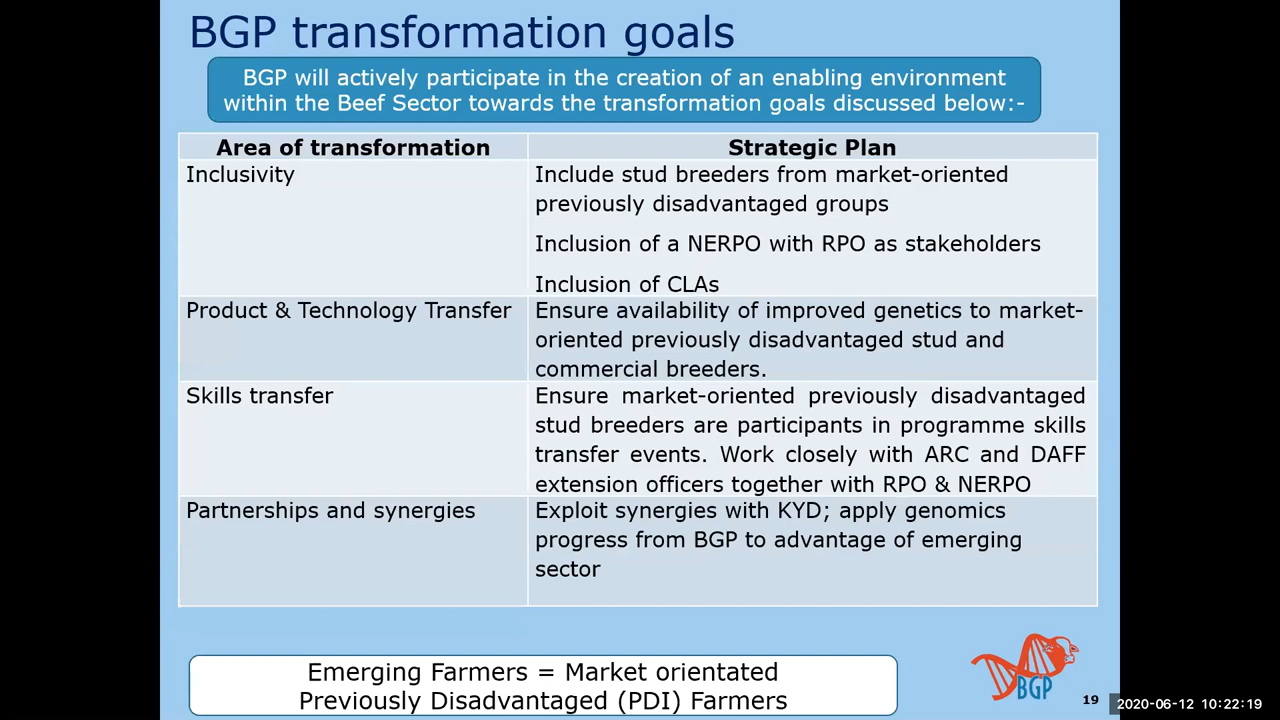 BGP transformation goals
BGP will actively participate in the creation of an enabling environment
within the Beef Sector towards the transformation goals discussed below:-
Area of transformation
Strategic Plan
Inclusivity
Include stud breeders from market-oriented
previously disadvantaged groups
Inclusion of a NERPO with RPO as stakeholders
Inclusion of CLAs
Product & Technology Transfer
Ensure availability of improved genetics to market-
oriented previously disadvantaged stud and
commercial breeders.
Skills transfer
Ensure market-oriented previously disadvantaged
stud breeders are participants in programme skills
transfer events. Work closely with ARC and DAFF
extension officers together with RPO & NERPO
Partnerships and synergies
Exploit synergies with KYD; apply genomics
progress from BGP to advantage of emerging
sector
Emerging Farmers = Market orientated
Previously Disadvantaged (PDI) Farmers
BGP
19
2020-06-12 10:22:19